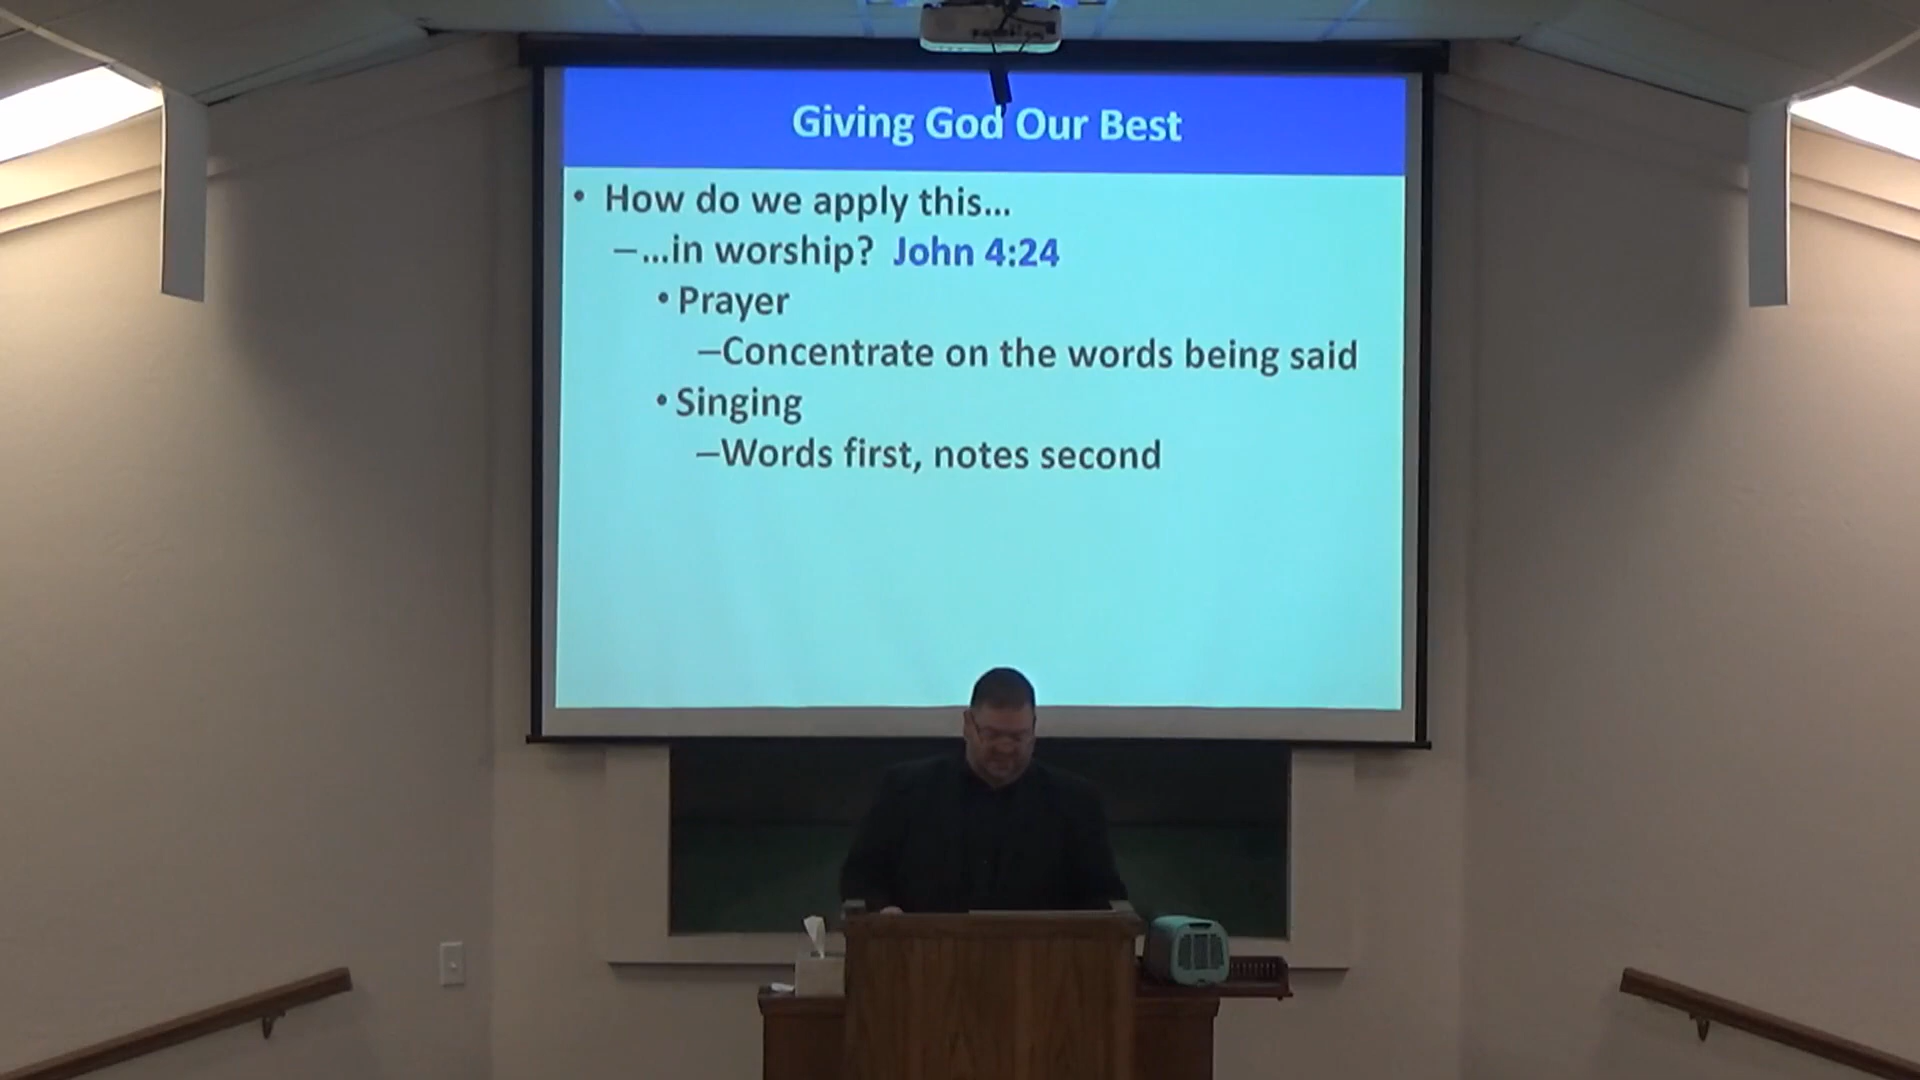 Giving God Our Best
• How do we apply this...
–...in worship? John 4:24
• Prayer
–Concentrate on the words being said
• Singing
–Words first, notes second